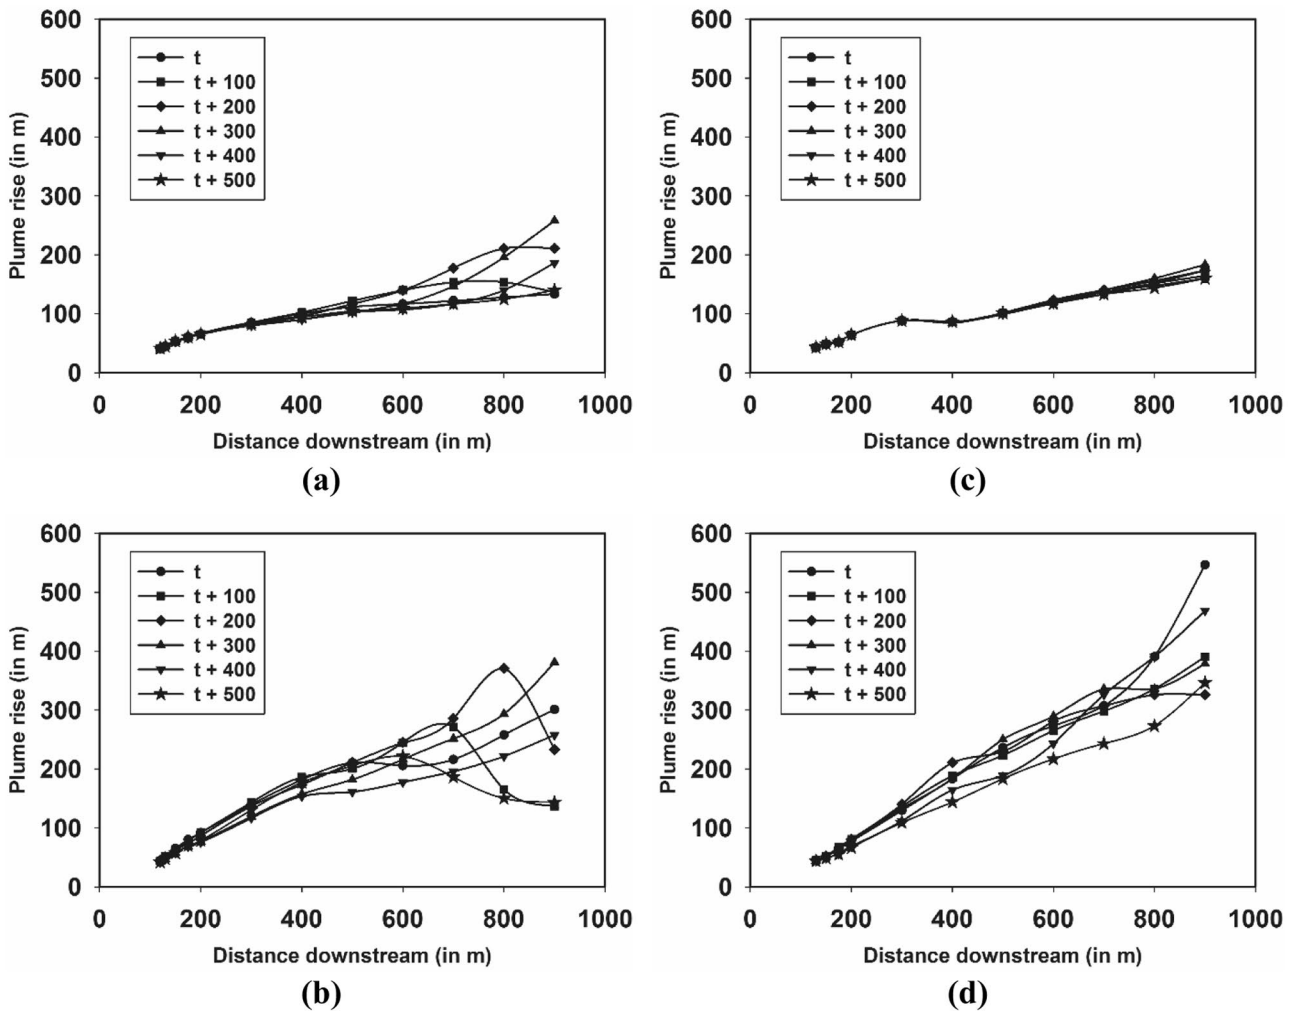 600
500
400
300
200
100
0
Plume rise (in m)
t
t + 100
t + 200
t + 300
t + 400
t + 500
0 200 400 600 800 1000
Distance downstream (in m)
(a)
600
500
400
300
200
100
0
Plume rise (in m)
t
t + 100
t + 200
t + 300
t + 400
t + 500
0 200 400 600 800 1000
Distance downstream (in m)
(c)
600
500
400
300
200
100
0
Plume rise (in m)
t
t + 100
t + 200
t + 300
t + 400
t + 500
0 200 400 600 800 1000
Distance downstream (in m)
(b)
600
500
400
300
200
100
0
Plume rise (in m)
t
t + 100
t + 200
t + 300
t + 400
t + 500
0 200 400 600 800 1000
Distance downstream (in m)
(d)